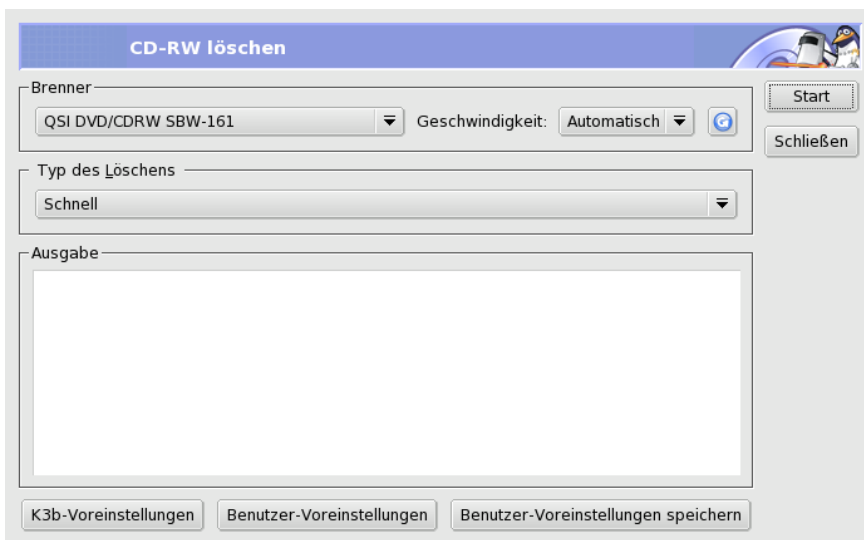 CD-RW löschen
Brenner
QSI DVD/CDRW SBW-161 Geschwindigkeit: Automatisch
Start
Schließen
Typ des Löschens
Schnell
Ausgabe
K3b-Voreinstellungen Benutzer-Voreinstellungen Benutzer-Voreinstellungen speichern